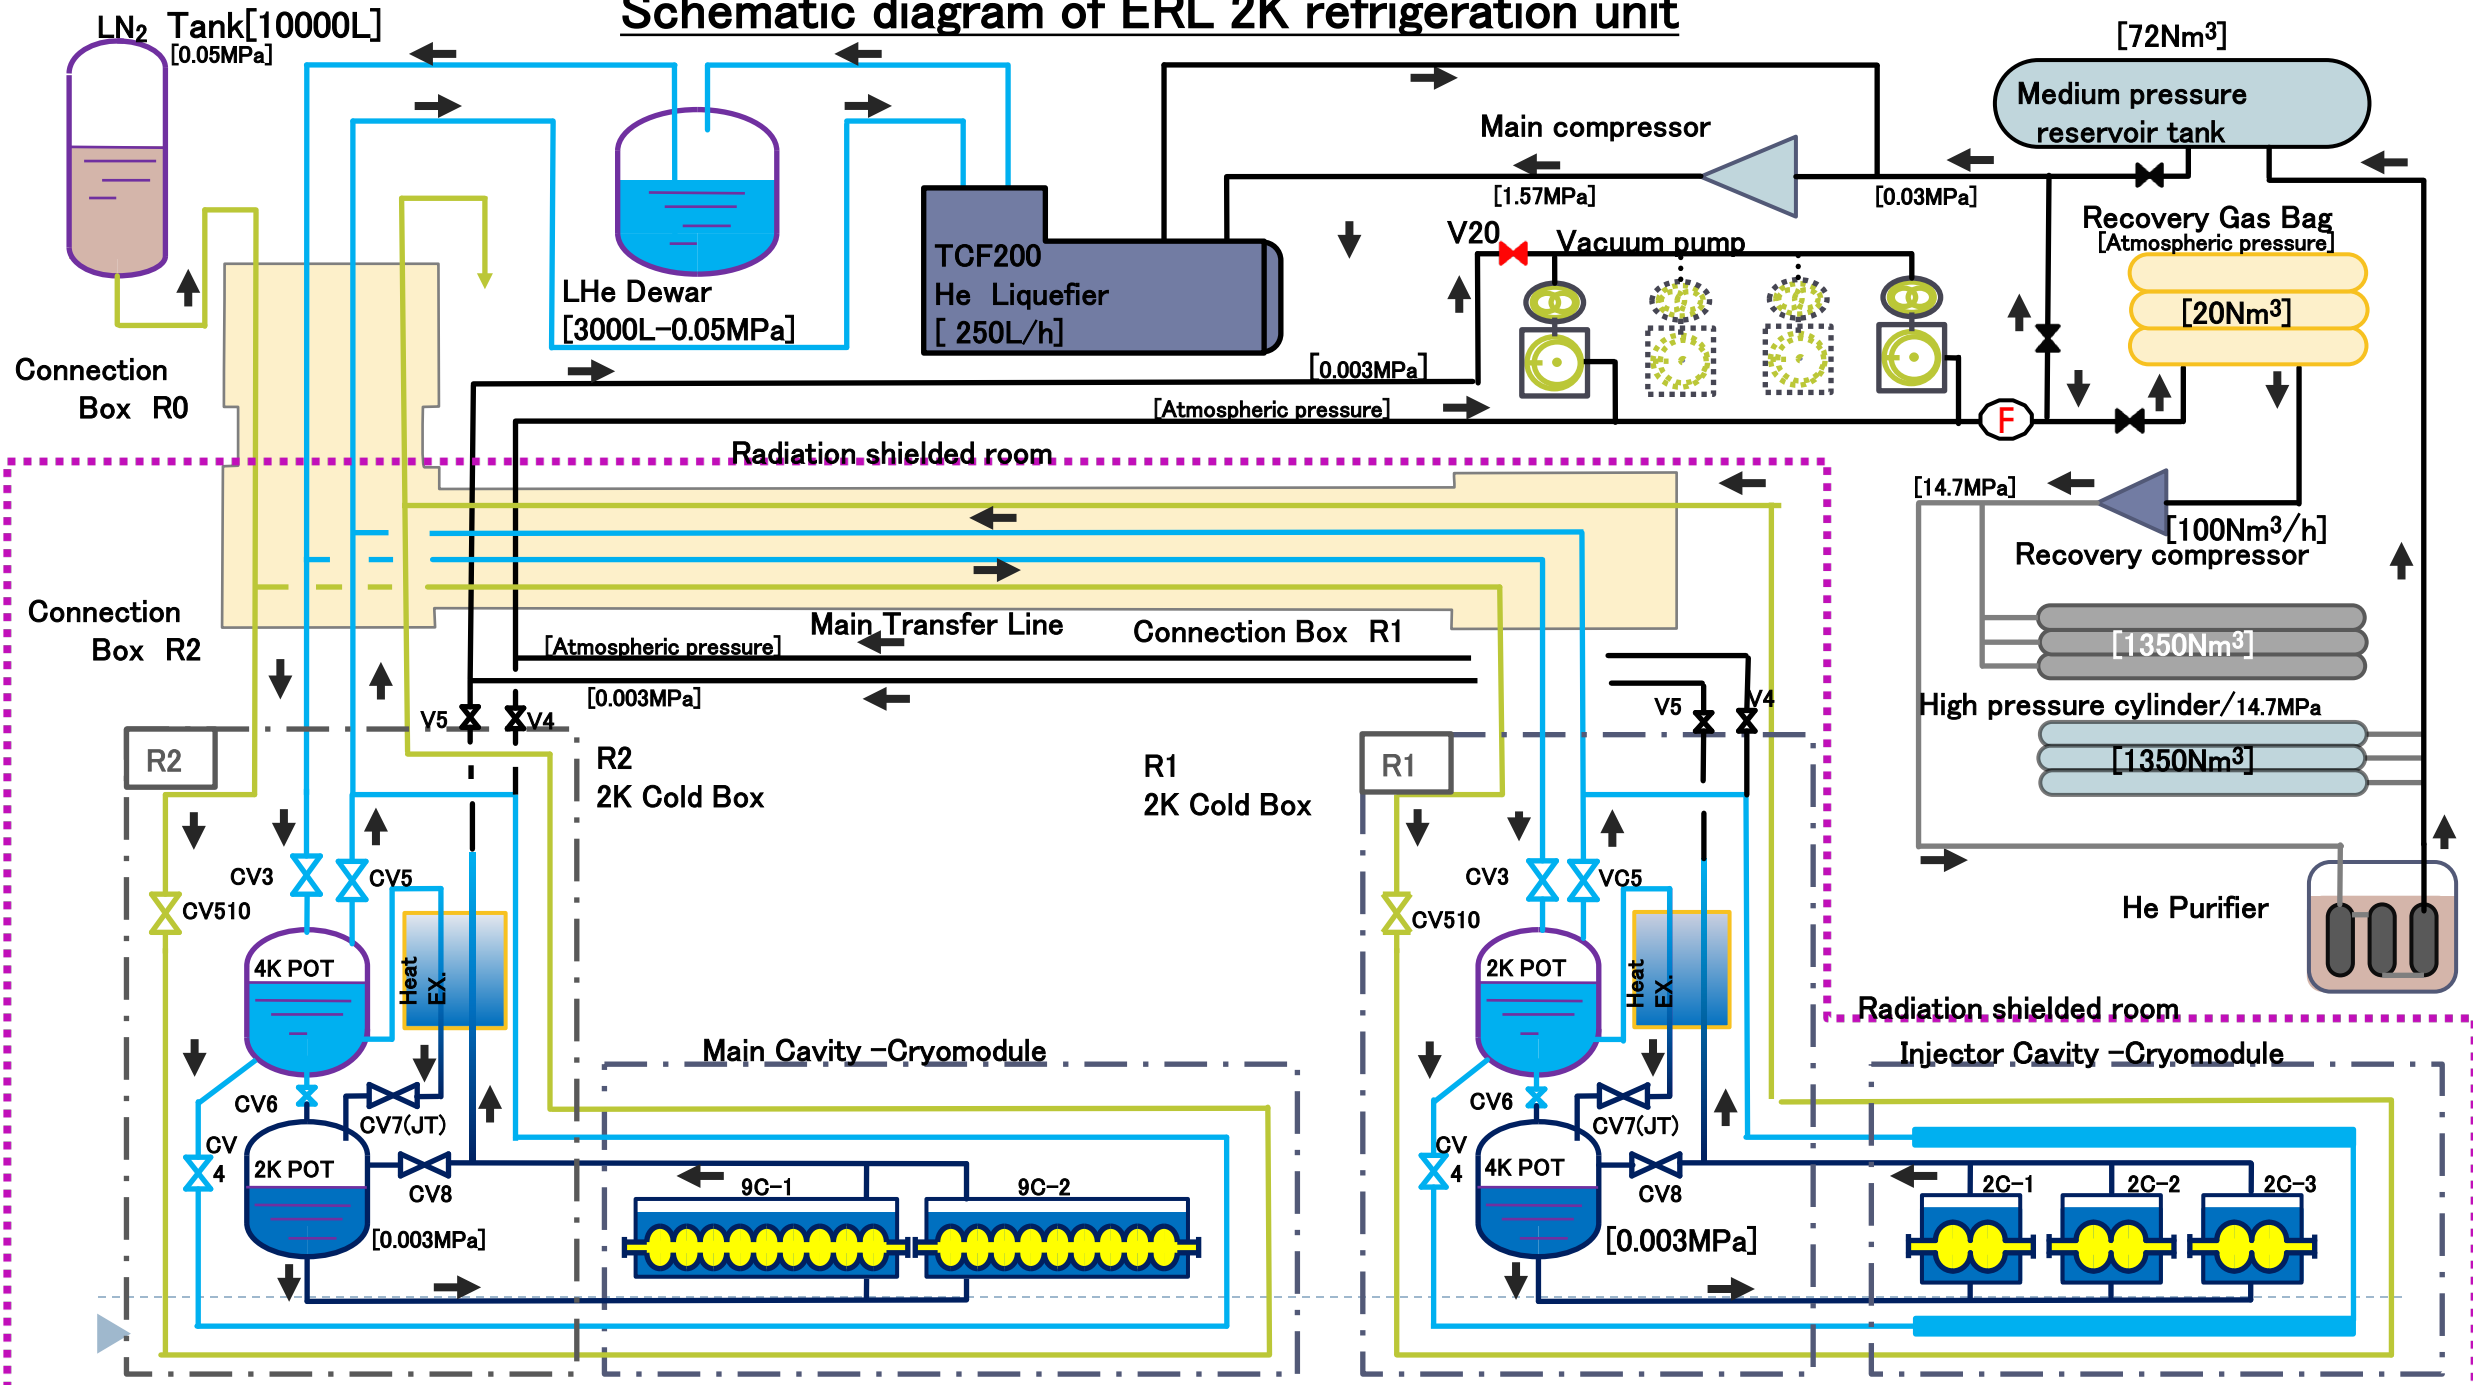 Schematic diagram of ERL 2K refrigeration unit
LN2 Tank[10000L]
[0.05MPa]
[72Nm3]
Medium pressure
reservoir tank
Main compressor
[1.57MPa]
[0.03MPa]
Recovery Gas Bag
[Atmospheric pressure]
[20Nm3]
V20
Vacuum pump
TCF200
He Liquefier
[ 250L/h]
LHe Dewar
[3000L-0.05MPa]
Connection
Box R0
[0.003MPa]
[Atmospheric pressure]
F
Radiation shielded room
[14.7MPa]
[100Nm3/h]
Recovery compressor
Connection
Box R2
Main Transfer Line
Connection Box R1
[Atmospheric pressure]
[0.003MPa]
[1350Nm3]
High pressure cylinder/14.7MPa
[1350Nm3]
V5
V4
V5
V4
R2
R2
2K Cold Box
R1
2K Cold Box
R1
CV3
CV5
CV510
CV3
VC5
CV510
He Purifier
4K POT
Heat
EX.
2K POT
Heat
EX.
Radiation shielded room
Main Cavity -Cryomodule
Injector Cavity -Cryomodule
CV6
CV7(JT)
CV
4
2K POT
CV8
[0.003MPa]
9C-1
9C-2
CV6
CV7(JT)
CV
4
4K POT
CV8
[0.003MPa]
2C-1
2C-2
2C-3